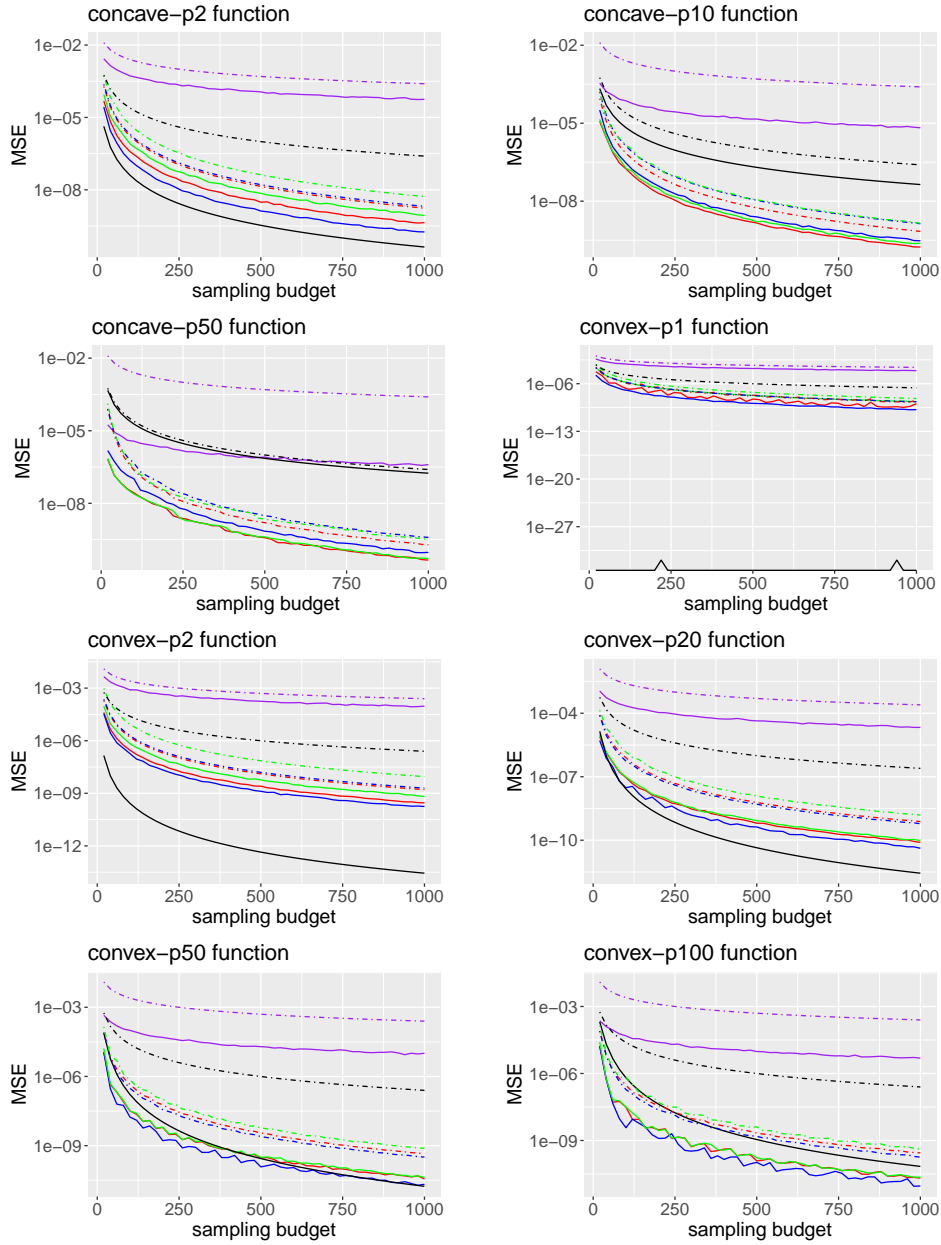 concave−p2 function
MSE
1e−02
1e−05
1e−08
0 250 500 750 1000
sampling budget
concave−p10 function
MSE
1e−02
1e−05
1e−08
0 250 500 750 1000
sampling budget
concave−p50 function
MSE
1e−02
1e−05
1e−08
0 250 500 750 1000
sampling budget
convex−p1 function
MSE
1e−06
1e−13
1e−20
1e−27
0 250 500 750 1000
sampling budget
convex−p2 function
MSE
1e−03
1e−06
1e−09
1e−12
0 250 500 750 1000
sampling budget
convex−p20 function
MSE
1e−04
1e−07
1e−10
0 250 500 750 1000
sampling budget
convex−p50 function
MSE
1e−03
1e−06
1e−09
0 250 500 750 1000
sampling budget
convex−p100 function
MSE
1e−03
1e−06
1e−09
0 250 500 750 1000
sampling budget